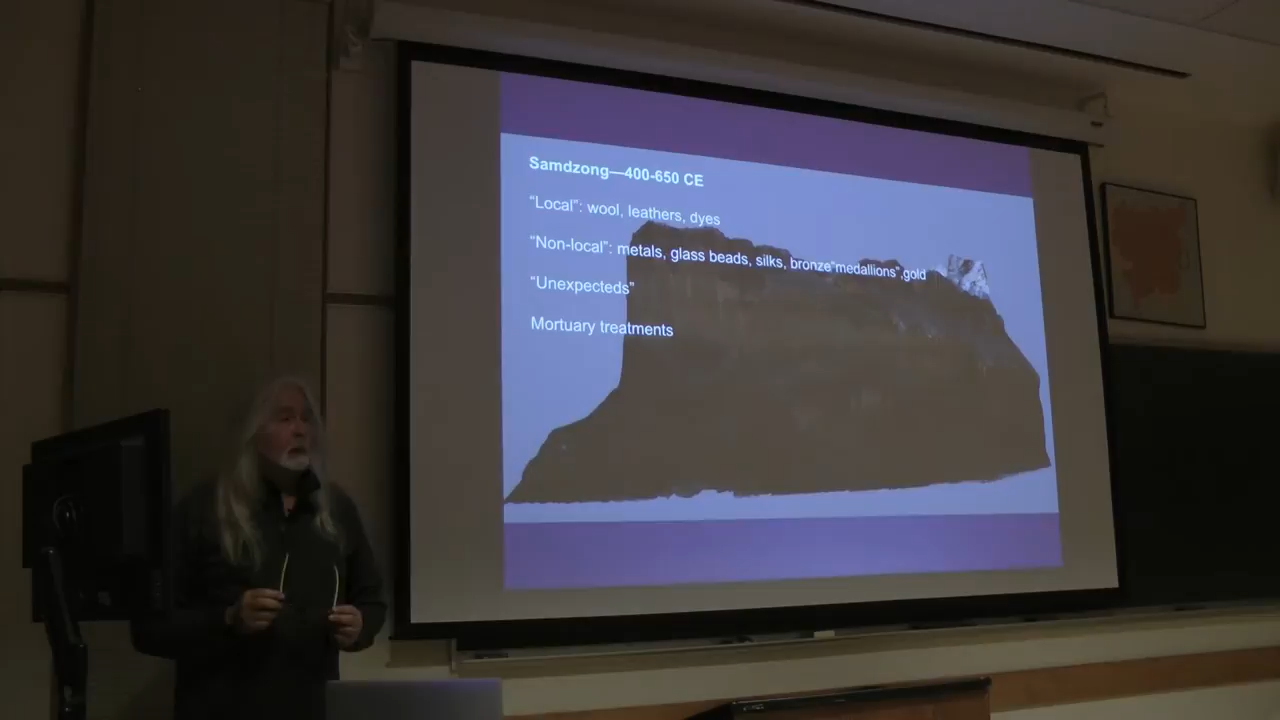 Samdzong—400-650 CE
“Local”: wool, leathers, dyes
“Non-local”: metals, glass beads, silks, bronze“medallions”,gold
“Unexpecteds”
Mortuary treatments